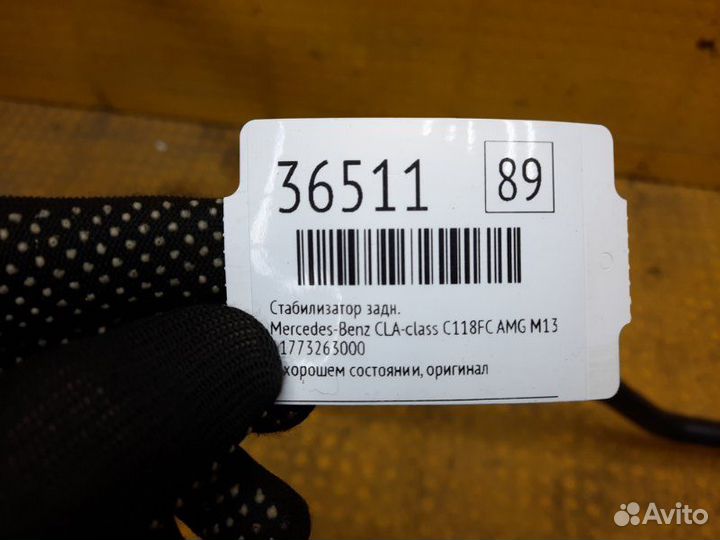 36511
89
Стабилизатор задн.
Mercedes-Benz CLA-class C118FC AMG M13
1773263000
хорошем состоянии, оригинал
Avito